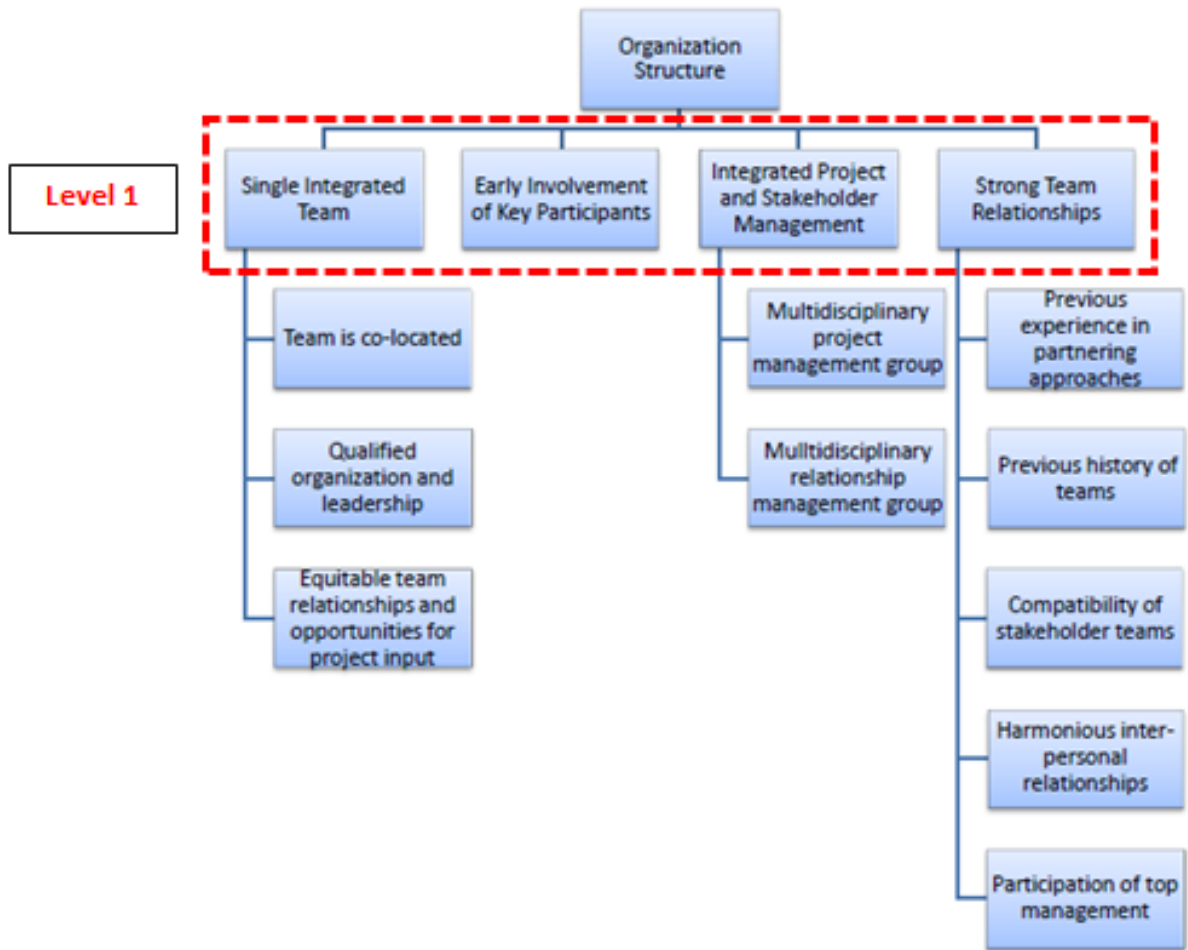 Organization
Structure
Level 1
Single Integrated
Team
Early Involvement
of Key Participants
Integrated Project
and Stakeholder
Management
Strong Team
Relationships
Team is co-located
Qualified
organization and
leadership
Equitable team
relationships and
opportunities for
project input
Multidisciplinary
project
management group
Mulltidisciplinary
relationship
management group
Previous
experience in
partnering
approaches
Previous history of
teams
Compatibility of
stakeholder teams
Harmonious inter-
personal
relationships
Participation of top
management